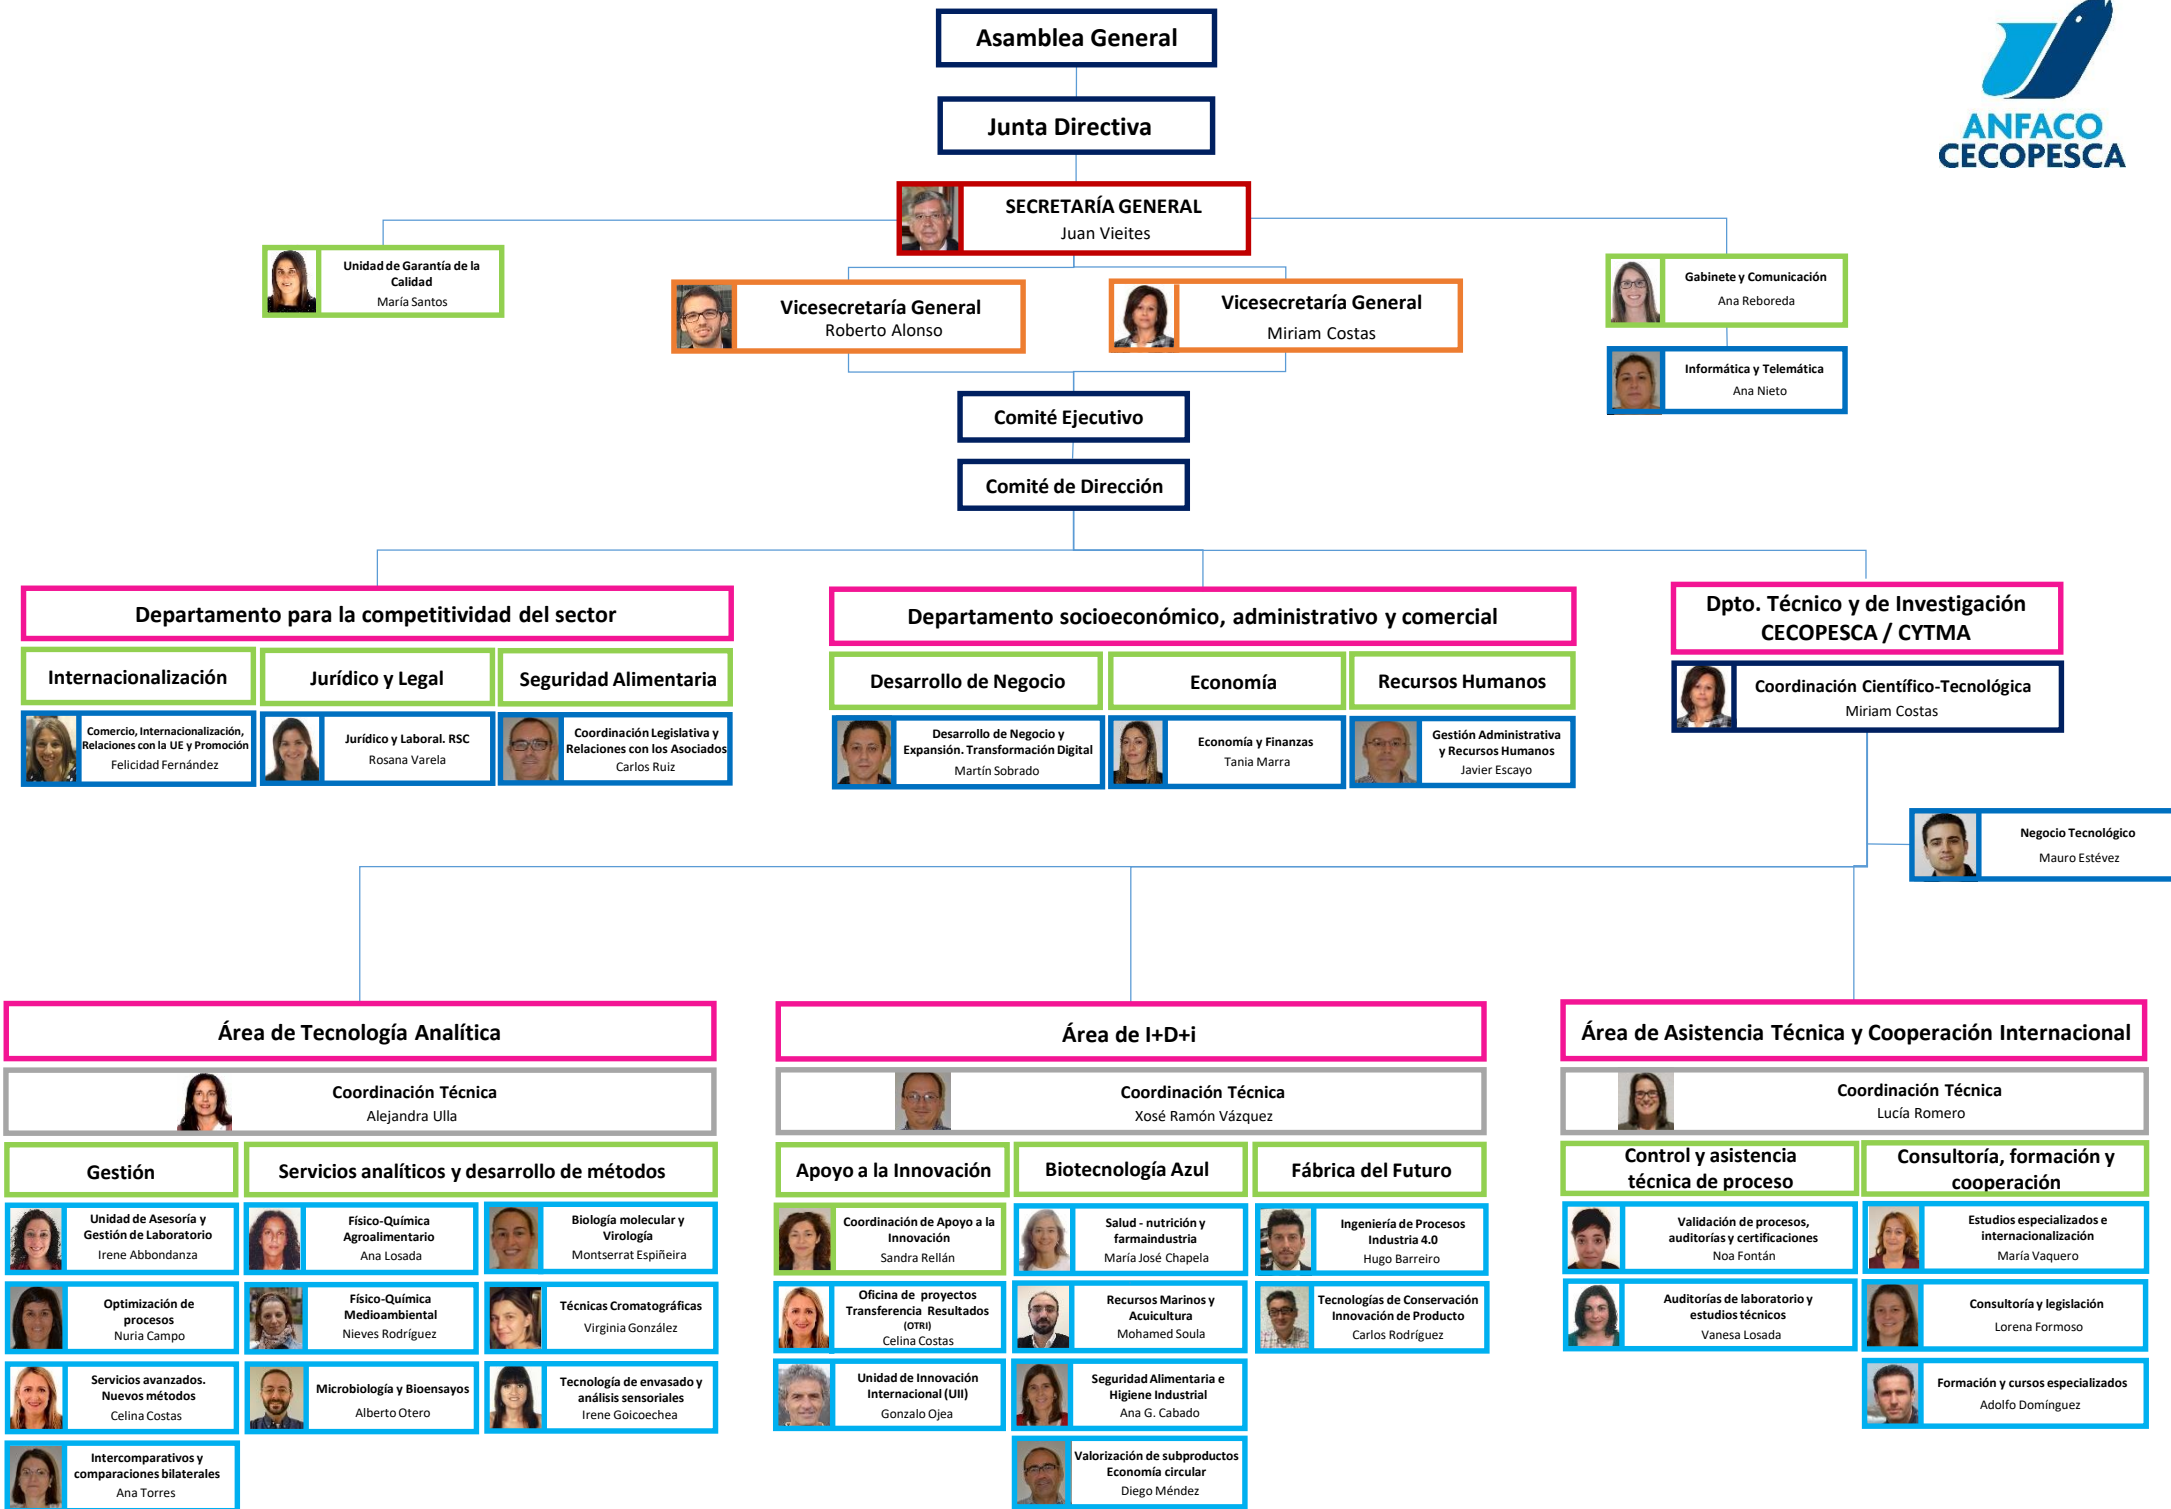 Asamblea General
ANFACO
CECOPESCA
Junta Directiva
SECRETARÍA GENERAL
Juan Vieites
Unidad de Garantía de la
Calidad
María Santos
Vicesecretaría General
Roberto Alonso
Vicesecretaría General
Miriam Costas
Gabinete y Comunicación
Ana Reboreda
Informática y Telemática
Ana Nieto
Comité Ejecutivo
Comité de Dirección
Departamento para la competitividad del sector
Internacionalización
Jurídico y Legal
Seguridad Alimentaria
Comercio, Internacionalización,
Relaciones con la UE y Promoción
Felicidad Fernández
Jurídico y Laboral. RSC
Rosana Varela
Coordinación Legislativa y
Relaciones con los Asociados
Carlos Ruiz
Departamento socioeconómico, administrativo y comercial
Desarrollo de Negocio
Economía
Recursos Humanos
Desarrollo de Negocio y
Expansión. Transformación Digital
Martín Sobrado
Economía y Finanzas
Tania Marra
Gestión Administrativa
y Recursos Humanos
Javier Escayo
Dpto. Técnico y de Investigación
CECOPESCA / CYTMA
Coordinación Científico-Tecnológica
Miriam Costas
Negocio Tecnológico
Mauro Estévez
Área de Tecnología Analítica
Coordinación Técnica
Alejandra Ulla
Gestión
Servicios analíticos y desarrollo de métodos
Unidad de Asesoría y
Gestión de Laboratorio
Irene Abbondanza
Optimización de
procesos
Nuria Campo
Servicios avanzados.
Nuevos métodos
Celina Costas
Intercomparativos y
comparaciones bilaterales
Ana Torres
Físico-Química
Agroalimentario
Ana Losada
Físico-Química
Medioambiental
Nieves Rodríguez
Microbiología y Bioensayos
Alberto Otero
Biología molecular y
Virología
Montserrat Espiñeira
Técnicas Cromatográficas
Virginia González
Tecnología de envasado y
análisis sensoriales
Irene Goicoechea
Área de I+D+i
Coordinación Técnica
Xosé Ramón Vázquez
Apoyo a la Innovación
Biotecnología Azul
Fábrica del Futuro
Coordinación de Apoyo a la
Innovación
Sandra Rellán
Oficina de proyectos
Transferencia Resultados
(OTRI)
Celina Costas
Unidad de Innovación
Internacional (UII)
Gonzalo Ojea
Salud - nutrición y
farmaindustria
María José Chapela
Recursos Marinos y
Acuicultura
Mohamed Soula
Seguridad Alimentaria e
Higiene Industrial
Ana G. Cabado
Valorización de subproductos
Economía circular
Diego Méndez
Ingeniería de Procesos
Industria 4.0
Hugo Barreiro
Tecnologías de Conservación
Innovación de Producto
Carlos Rodríguez
Área de Asistencia Técnica y Cooperación Internacional
Coordinación Técnica
Lucía Romero
Control y asistencia
técnica de proceso
Consultoría, formación y
cooperación
Validación de procesos,
auditorías y certificaciones
Noa Fontán
Auditorías de laboratorio y
estudios técnicos
Vanesa Losada
Estudios especializados e
internacionalización
María Vaquero
Consultoría y legislación
Lorena Formoso
Formación y cursos especializados
Adolfo Domínguez